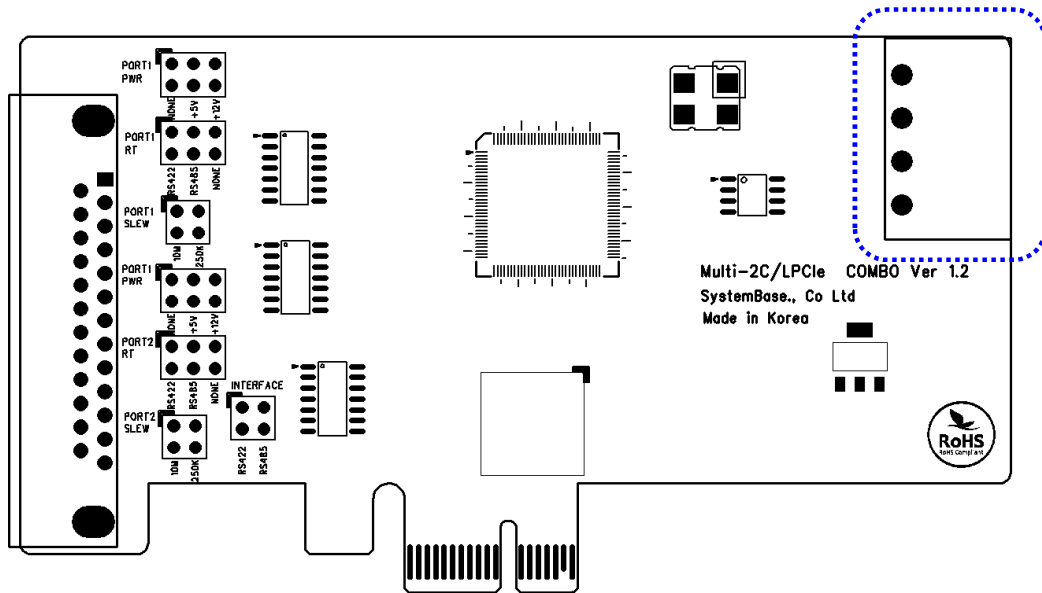 PORT1
PWR
NONE
+5V
+12V
PORT1
RT
RS422
RS485
NONE
PORT1
SLEW
10M
250K
PORT1
PWR
NONE
+5V
+12V
PORT2
RT
RS422
RS485
NONE
INTERFACE
RS422
RS485
PORT2
SLEW
10M
250K
Multi-2C/LPCIe COMBO Ver 1.2
SystemBase., Co Ltd
Made in Korea
RoHS
RoHS Compliant